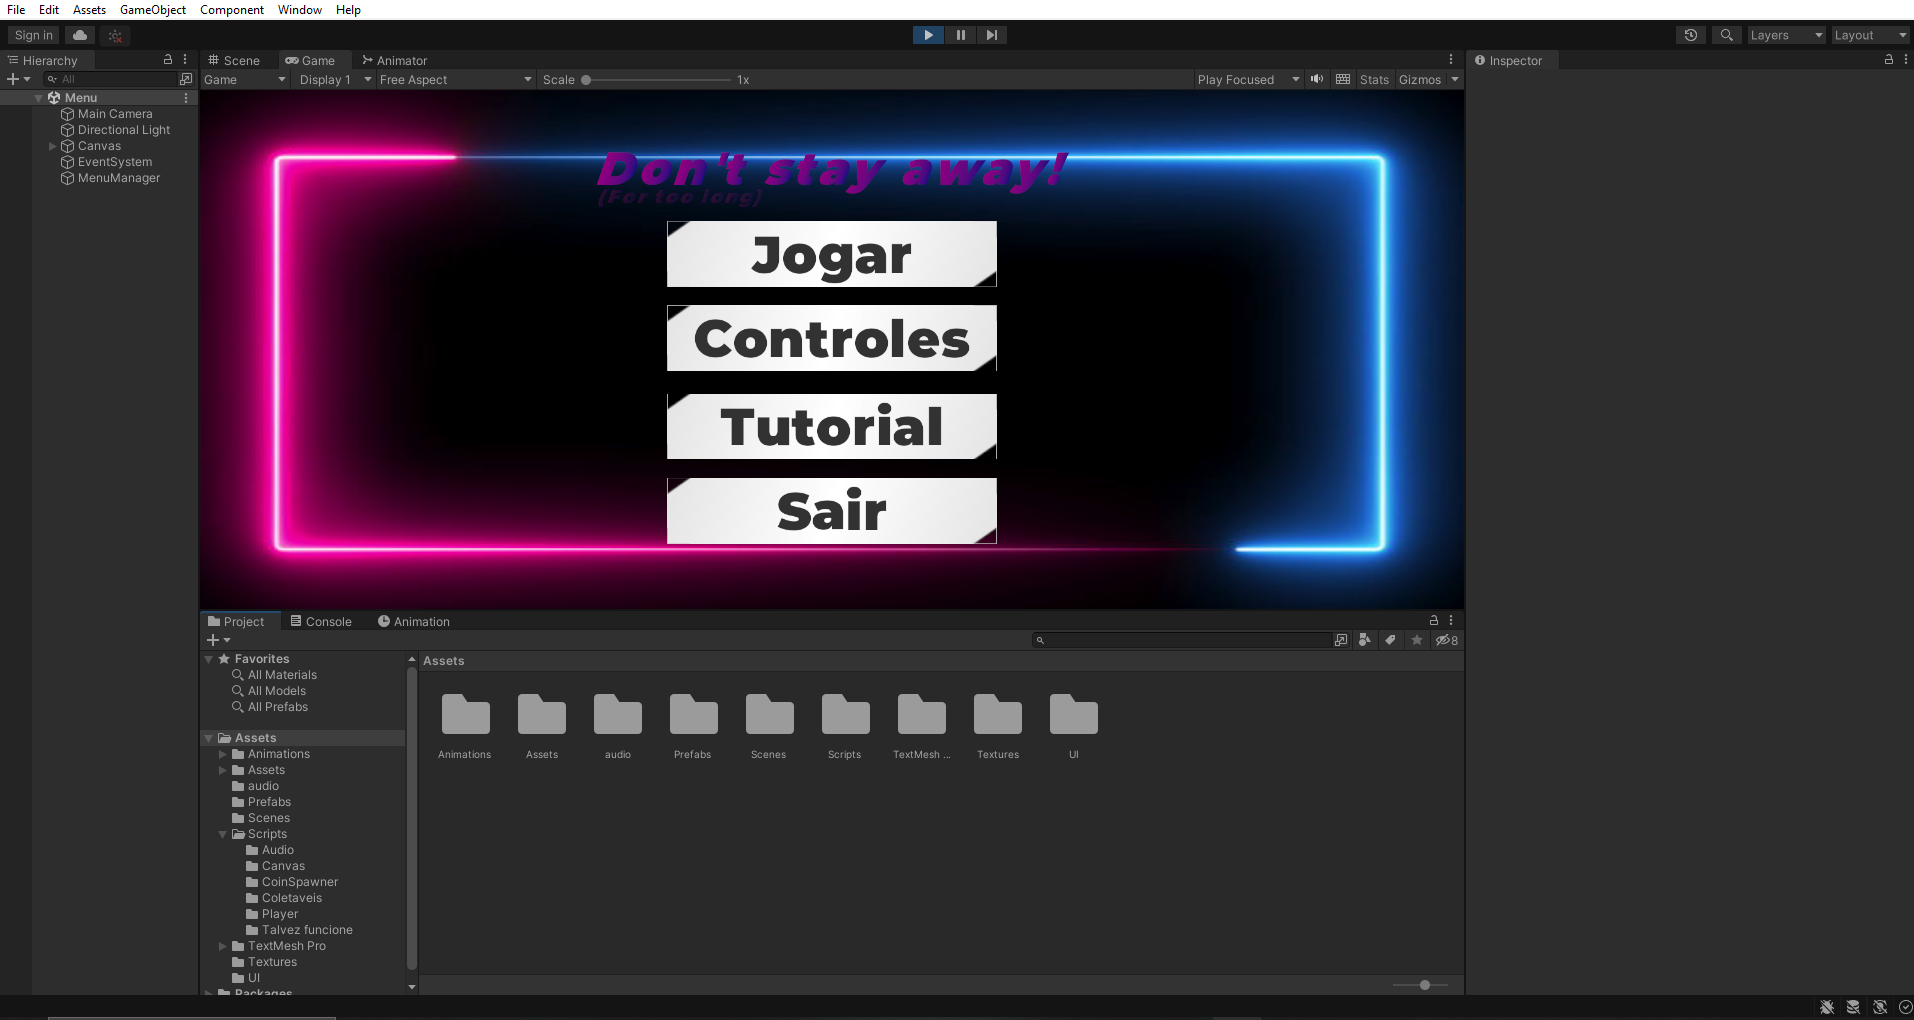 File Edit Assets GameObject Component Window Help
Sign in
Layers Layout
Hierarchy
All
Menu
Main Camera
Directional Light
Canvas
EventSystem
MenuManager
Scene Game Animator
Game Display 1 Free Aspect Scale 1x Play Focused Stats Gizmos
Don't stay away!
(For too long)
Jogar
Controles
Tutorial
Sair
Inspector
Project Console Animation
8
Favorites
All Materials
All Models
All Prefabs
Assets
Animations
Assets
audio
Prefabs
Scenes
Scripts
Audio
Canvas
CoinSpawner
Coletaveis
Player
Talvez funcione
TextMesh Pro
Textures
UI
Packages
Assets
Animations Assets audio Prefabs Scenes Scripts TextMesh ... Textures UI